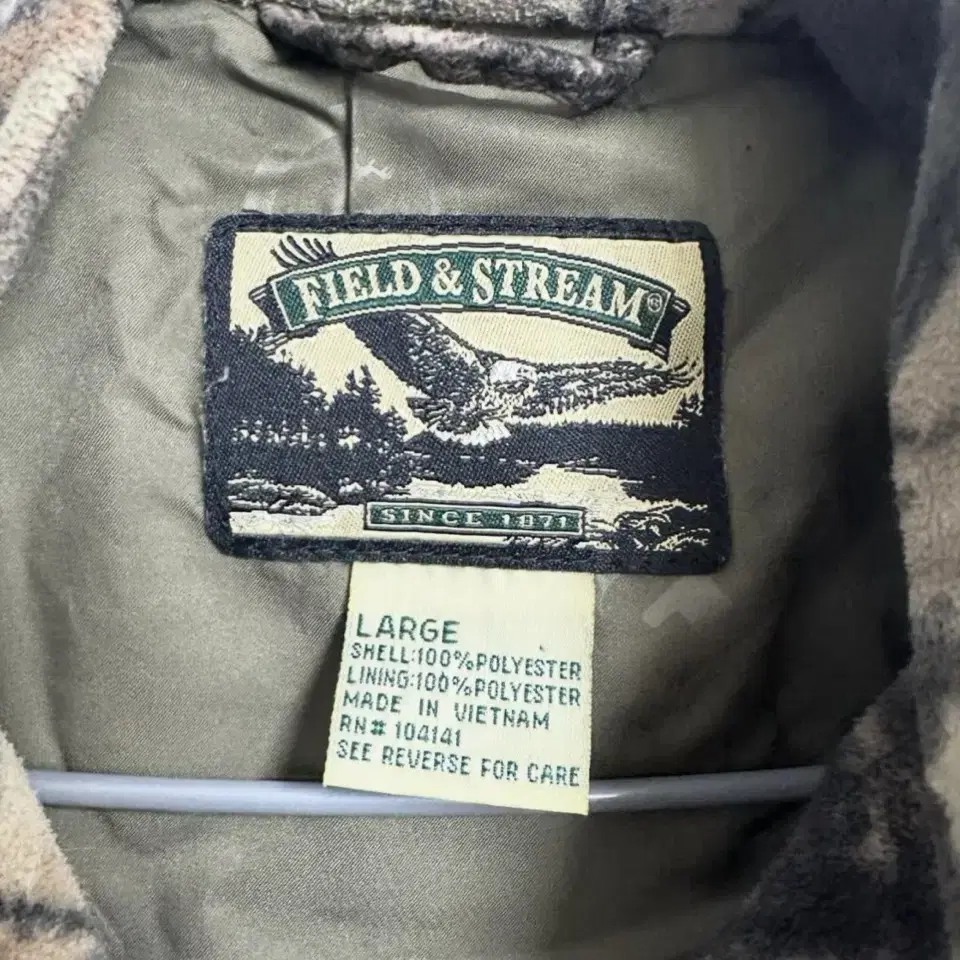 FIELD & STREAM®
SINCE 1871
LARGE
SHELL:100%POLYESTER
LINING:100%POLYESTER
MADE IN VIETNAM
RN# 104141
SEE REVERSE FOR CARE